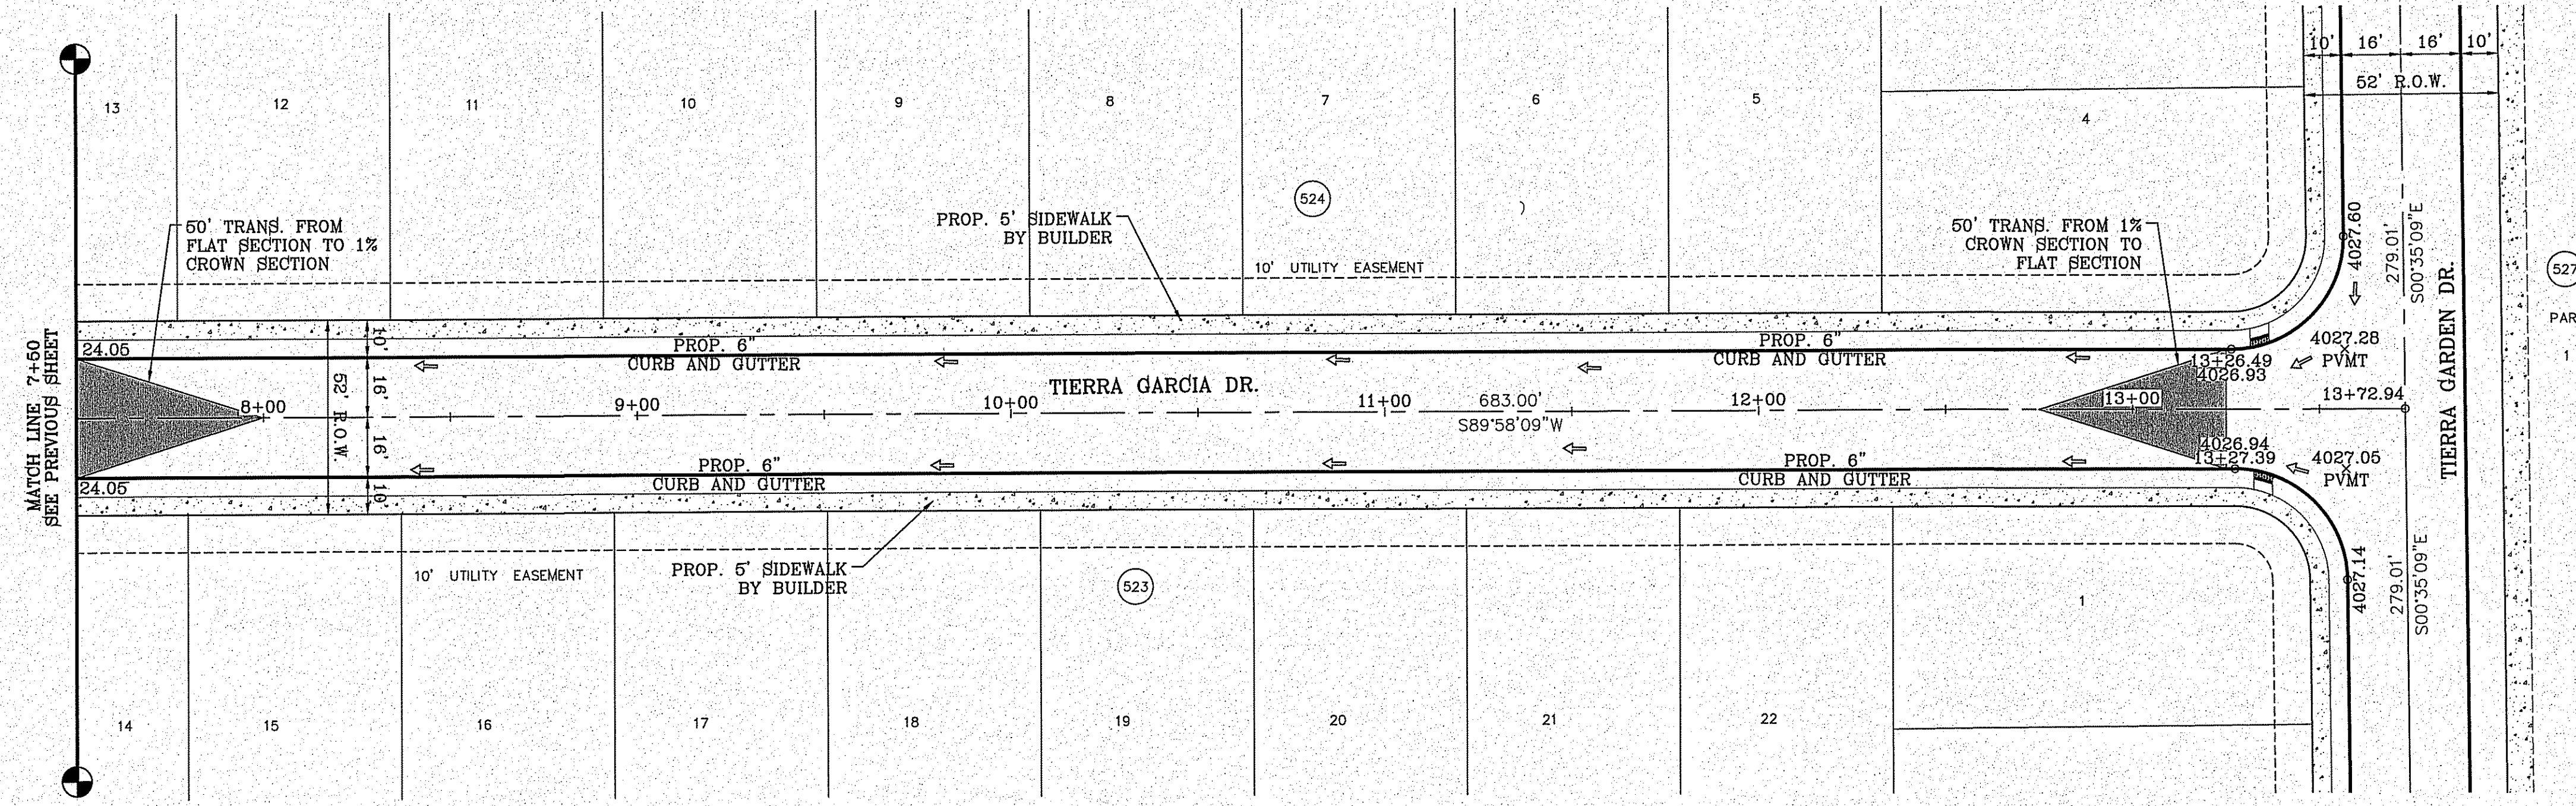 10' 16' 16' 10'
52' R.O.W.
13
12
11
10
9
8
7
6
5
4
524
527
PAR
1
50' TRANS. FROM
FLAT SECTION TO 1%
CROWN SECTION
PROP. 5' SIDEWALK
BY BUILDER
10' UTILITY EASEMENT
50' TRANS. FROM 1%
CROWN SECTION TO
FLAT SECTION
4027.60
279.01'
S00°35'09"E
TIERRA GARDEN DR.
MATCH LINE 7+50
SEE PREVIOUS SHEET
24.05
10'
16'
52' R.O.W.
16'
10'
PROP. 6"
CURB AND GUTTER
PROP. 6"
CURB AND GUTTER
4027.28
PVMT
13+26.49
4026.93
TIERRA GARCIA DR.
8+00
9+00
10+00
11+00
683.00'
S89°58'09"W
12+00
13+00
13+72.94
4026.94
13+27.39
4027.05
PVMT
24.05
PROP. 6"
CURB AND GUTTER
PROP. 6"
CURB AND GUTTER
10' UTILITY EASEMENT
PROP. 5' SIDEWALK
BY BUILDER
523
4027.14
279.01'
S00°35'09"E
1
14
15
16
17
18
19
20
21
22